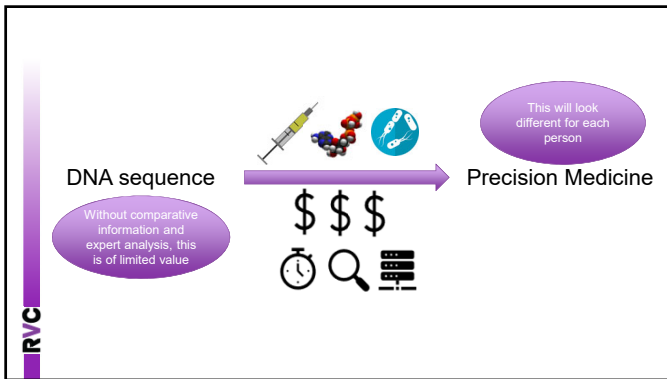 This will look
different for each
person
DNA sequence
Precision Medicine
Without comparative
information and
expert analysis, this
is of limited value
$ $ $
RVC